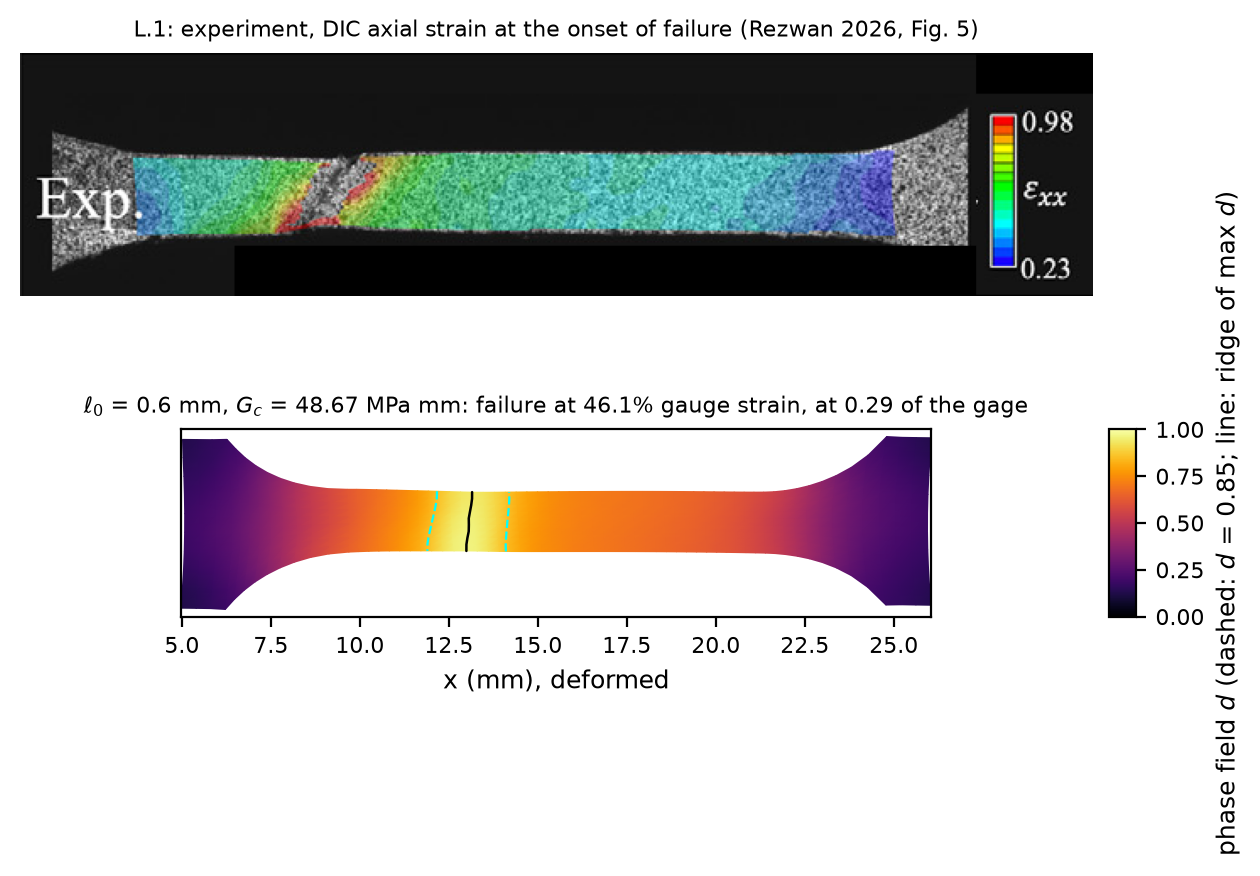 L.1: experiment, DIC axial strain at the onset of failure (Rezwan 2026, Fig. 5)
Exp.
0.98
εxx
0.23
ℓ0 = 0.6 mm, Gc = 48.67 MPa mm: failure at 46.1% gauge strain, at 0.29 of the gage
5.0 7.5 10.0 12.5 15.0 17.5 20.0 22.5 25.0
x (mm), deformed
1.00
0.75
0.50
0.25
0.00
phase field d (dashed: d = 0.85; line: ridge of max d)